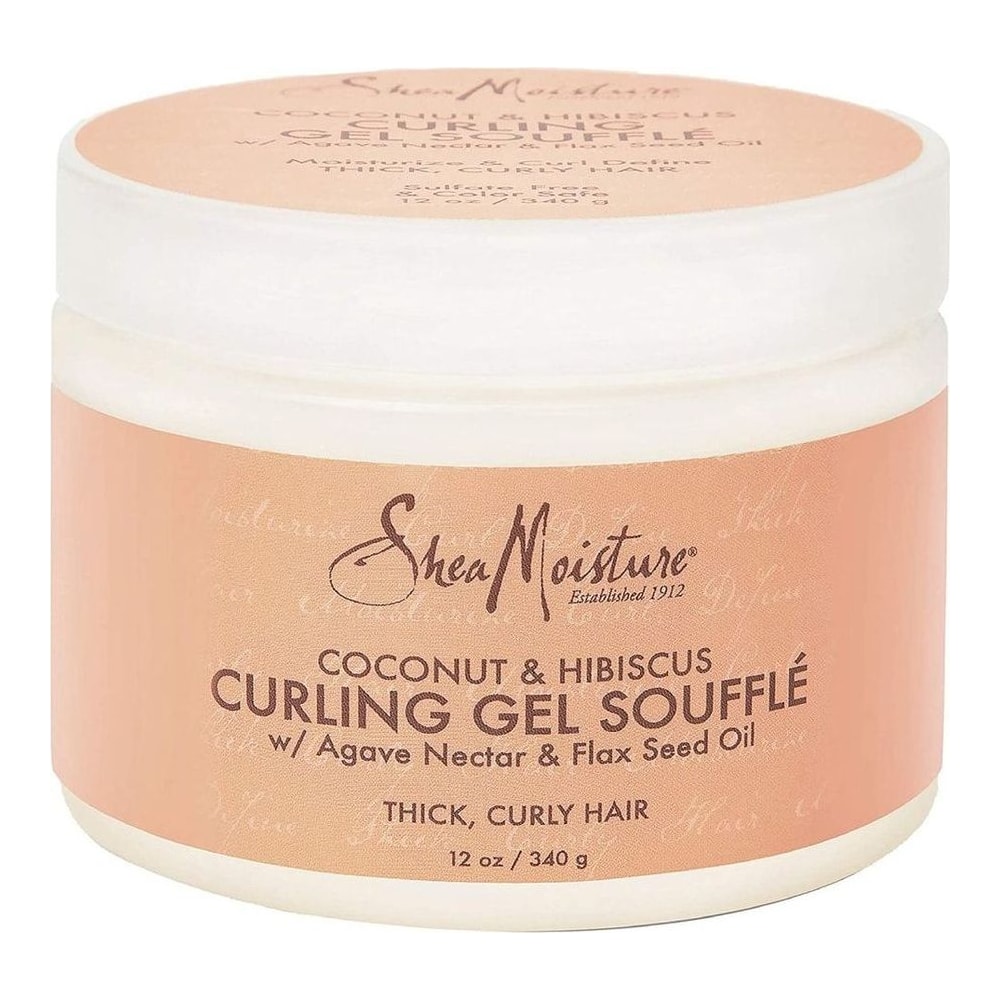 SheaMoisture
COCONUT & HIBISCUS
CURLING
GEL SOUFFLÉ
w/ Agave Nectar & Flax Seed Oil
Moisturize & Curl Define
THICK, CURLY HAIR
Sulfate Free
& Color Safe
12 oz / 340 g
SheaMoisture®
Established 1912
COCONUT & HIBISCUS
CURLING GEL SOUFFLÉ
w/ Agave Nectar & Flax Seed Oil
THICK, CURLY HAIR
12 oz / 340 g